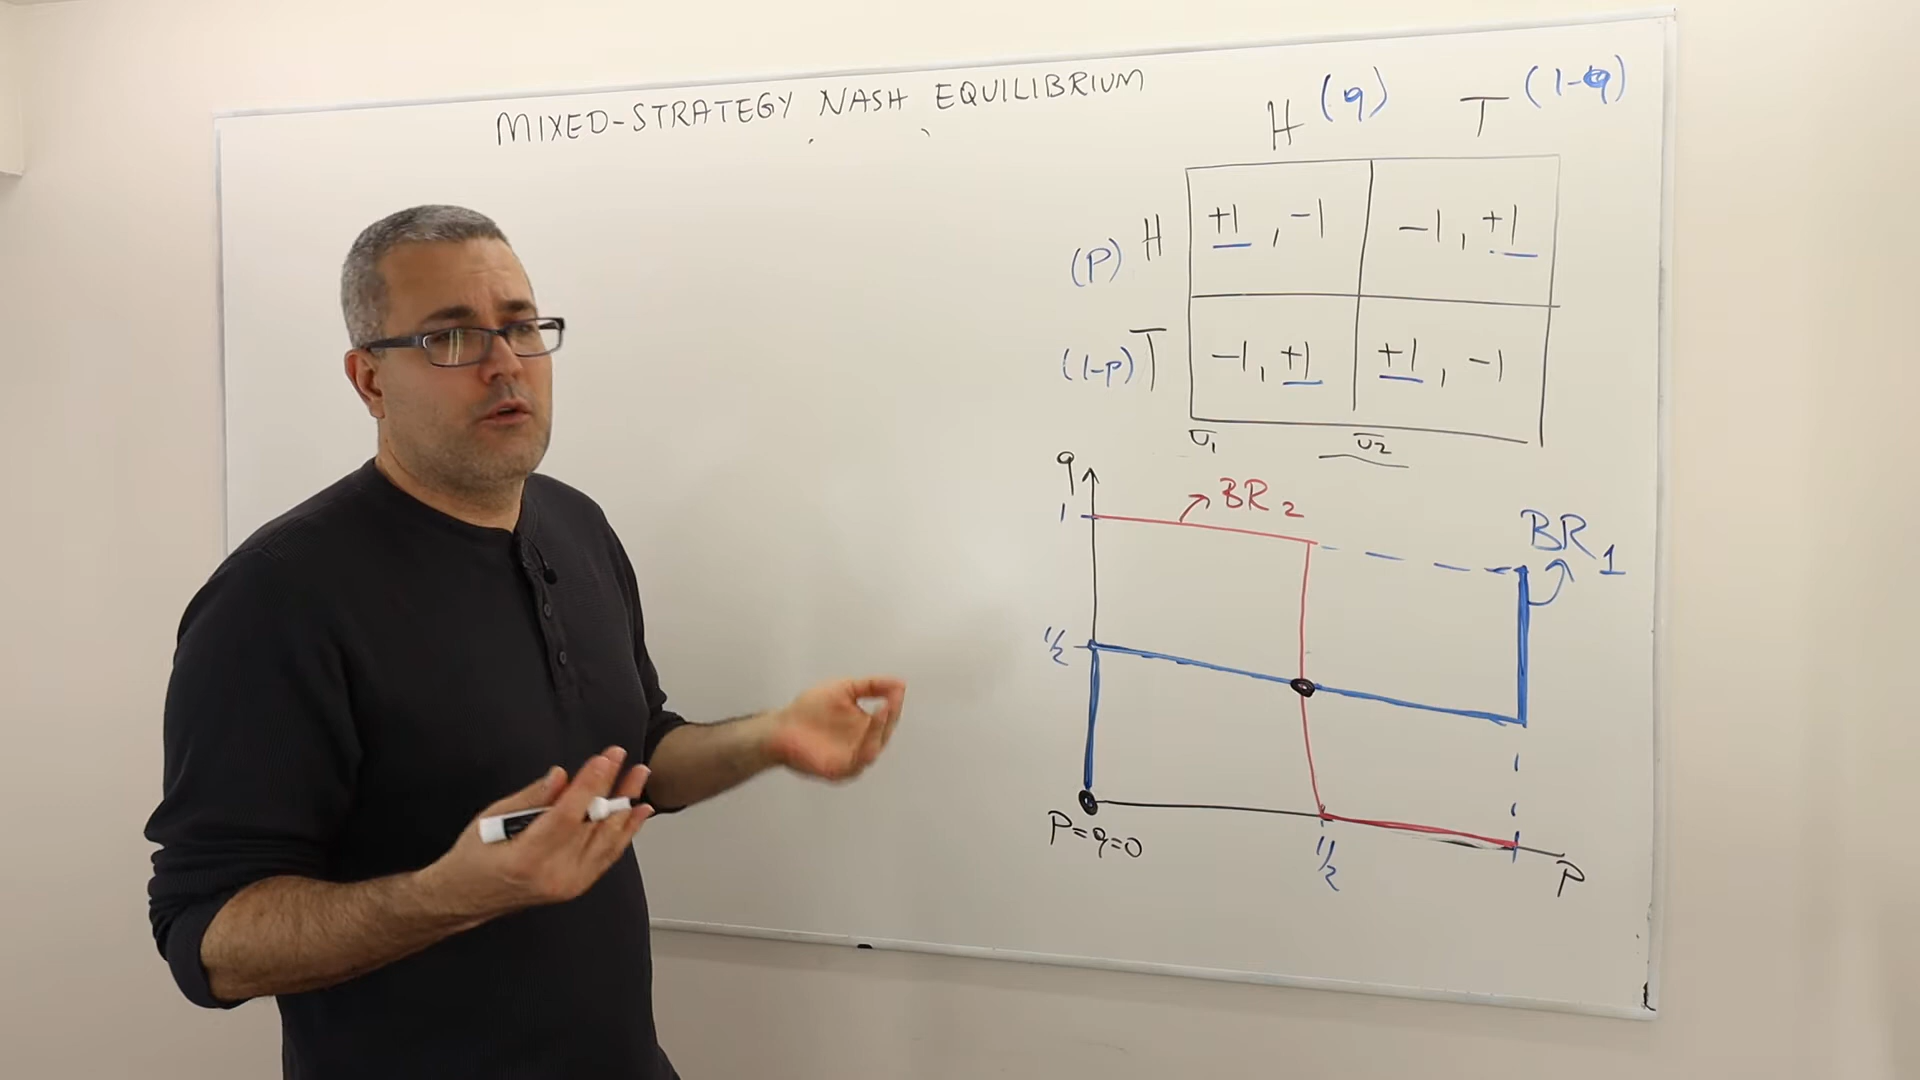 MIXED-STRATEGY NASH EQUILIBRIUM
H (q) T (1-q)
(P) H +1, -1 -1, +1
(1-P) T -1, +1 +1, -1
U1 U2
q
1 BR2
BR1
1/2
P=q=0
1/2
P